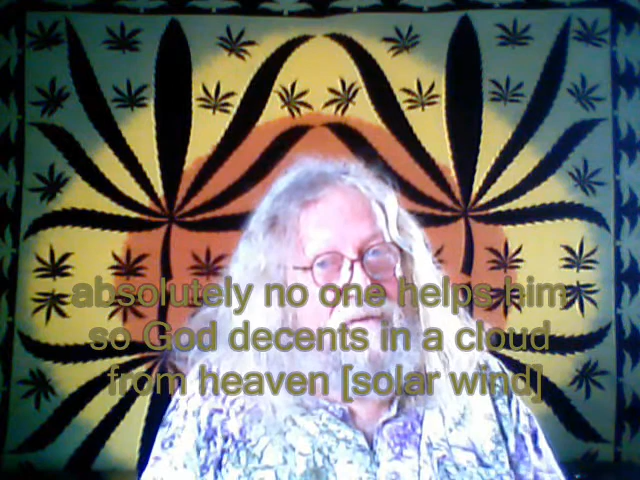 absolutely no one helps him
so God decents in a cloud
from heaven [solar wind]